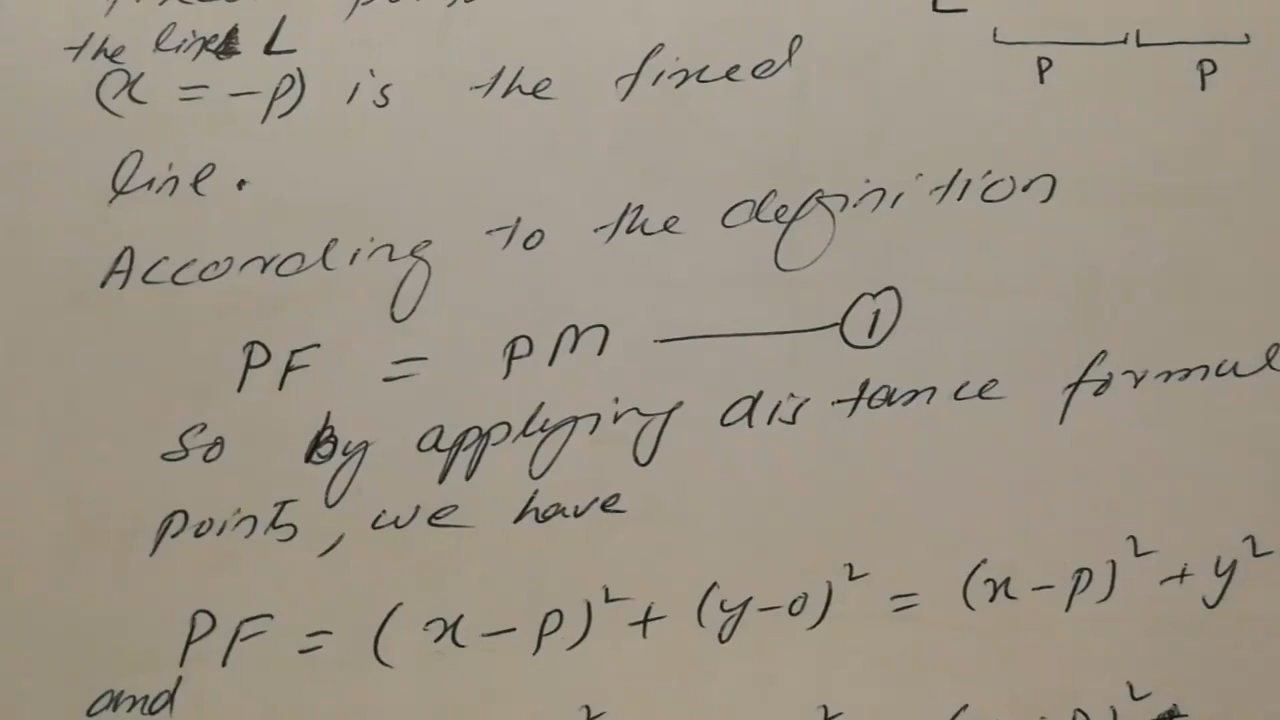 the line L
(x = -p) is the fixed
P P
line.
According to the definition
PF = PM ——— ①
So By applying distance formul
points, we have
PF = (x-p)² + (y-0)² = (x-p)² + y²
and